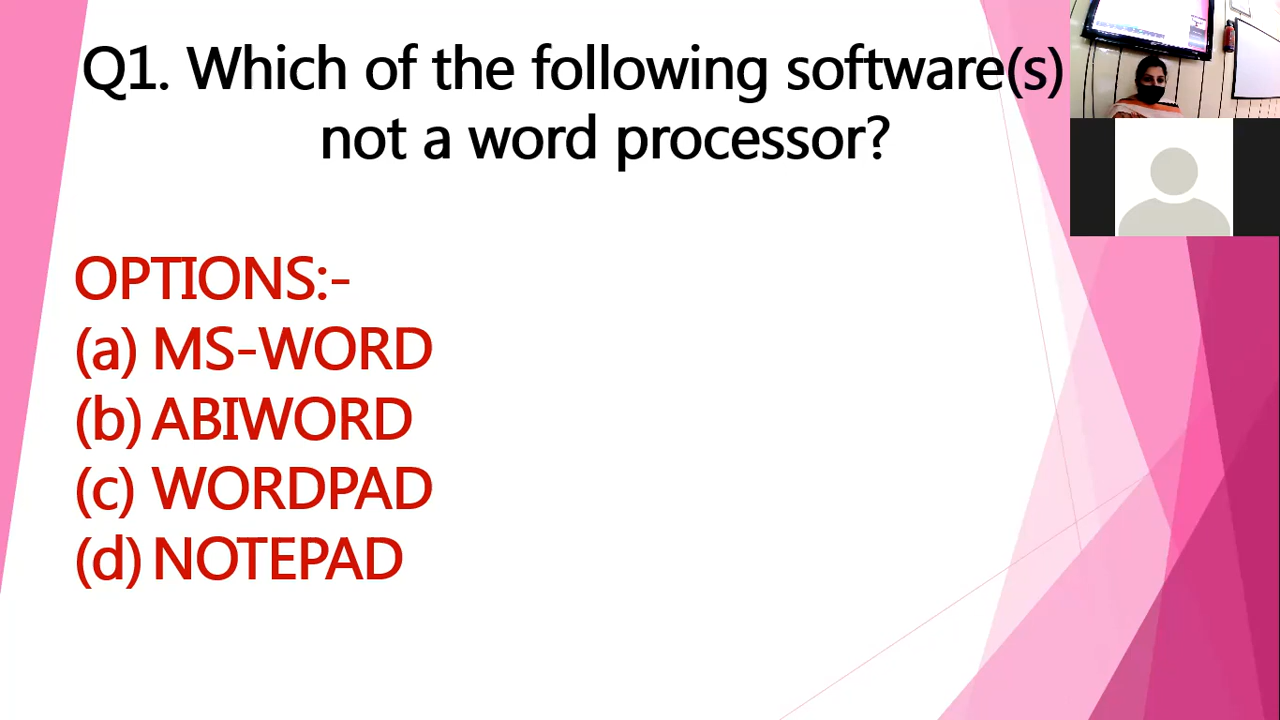 Q1. Which of the following software(s)
not a word processor?
OPTIONS:-
(a) MS-WORD
(b) ABIWORD
(c) WORDPAD
(d) NOTEPAD